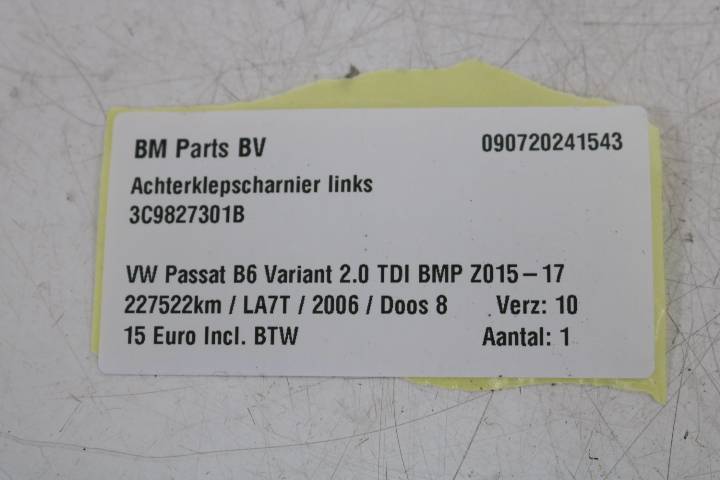 BM Parts BV 090720241543
Achterklepscharnier links
3C9827301B
VW Passat B6 Variant 2.0 TDI BMP Z015-17
227522km / LA7T / 2006 / Doos 8 Verz: 10
15 Euro Incl. BTW Aantal: 1